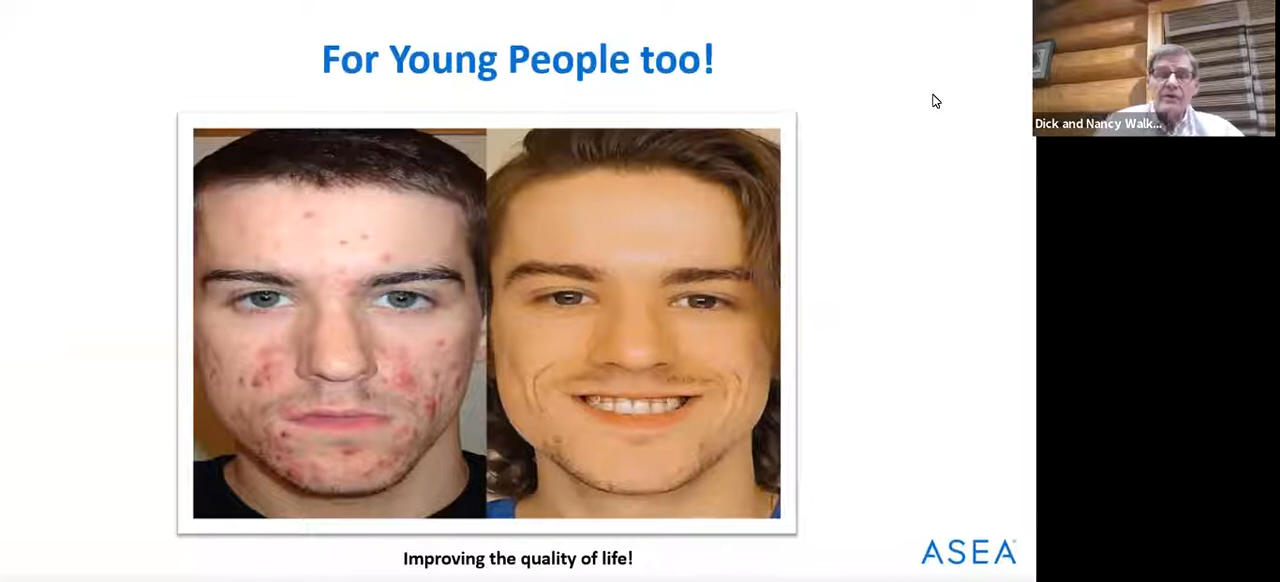 For Young People too!
Dick and Nancy Walk...
Improving the quality of life!
ASEA